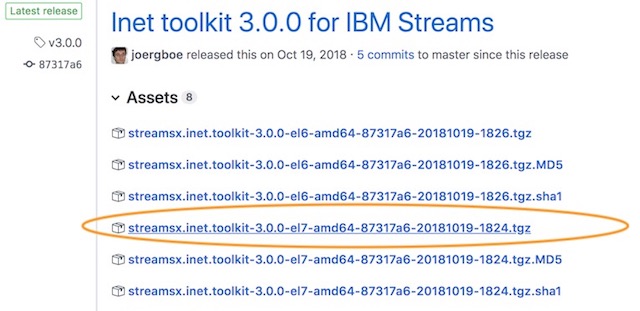 Latest release
v3.0.0
87317a6
Inet toolkit 3.0.0 for IBM Streams
joergboe released this on Oct 19, 2018 · 5 commits to master since this release
Assets 8
streamsx.inet.toolkit-3.0.0-el6-amd64-87317a6-20181019-1826.tgz
streamsx.inet.toolkit-3.0.0-el6-amd64-87317a6-20181019-1826.tgz.MD5
streamsx.inet.toolkit-3.0.0-el6-amd64-87317a6-20181019-1826.tgz.sha1
streamsx.inet.toolkit-3.0.0-el7-amd64-87317a6-20181019-1824.tgz
streamsx.inet.toolkit-3.0.0-el7-amd64-87317a6-20181019-1824.tgz.MD5
streamsx.inet.toolkit-3.0.0-el7-amd64-87317a6-20181019-1824.tgz.sha1